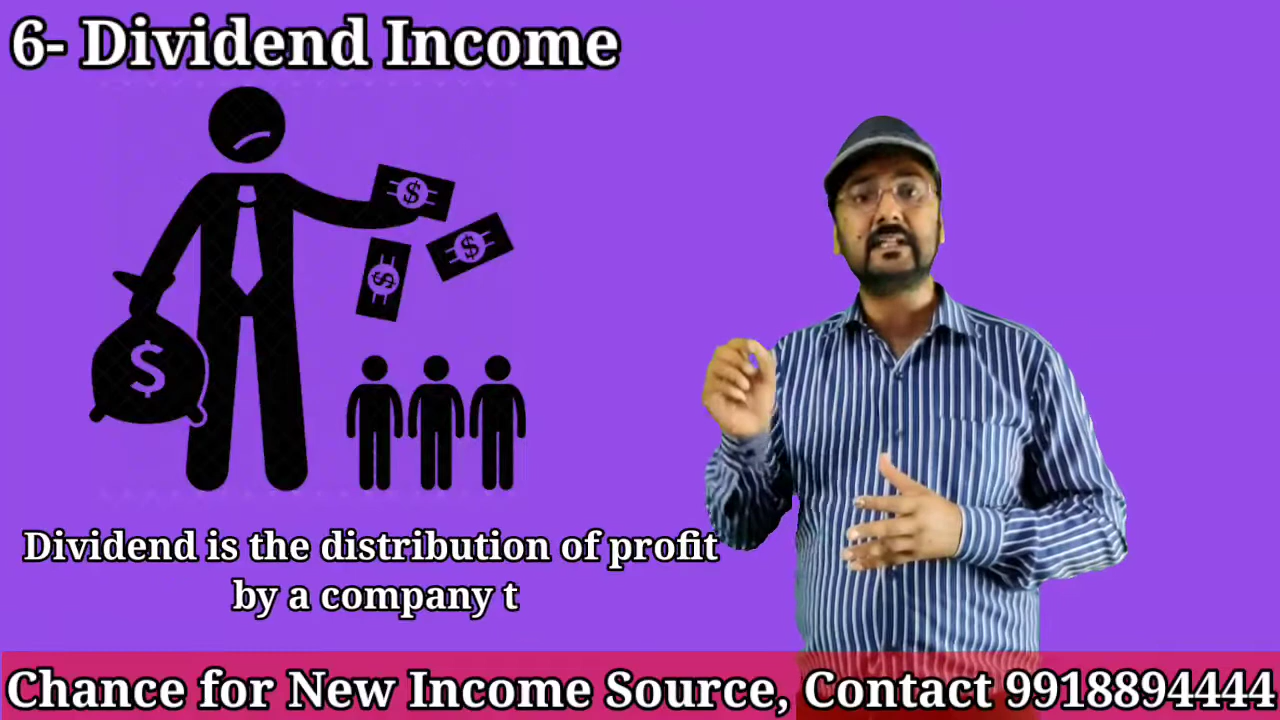 6- Dividend Income
$
$
$
$
Dividend is the distribution of profit
by a company t
Chance for New Income Source, Contact 9918894444